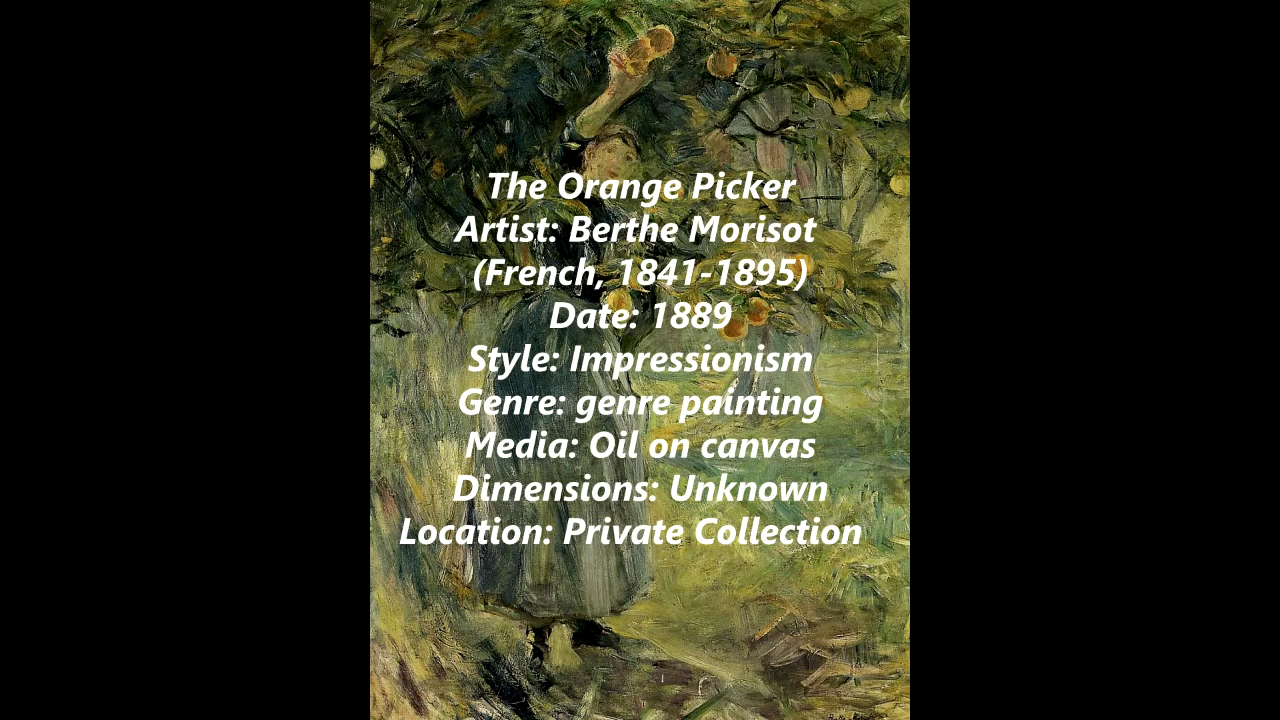 The Orange Picker
Artist: Berthe Morisot
(French, 1841-1895)
Date: 1889
Style: Impressionism
Genre: genre painting
Media: Oil on canvas
Dimensions: Unknown
Location: Private Collection